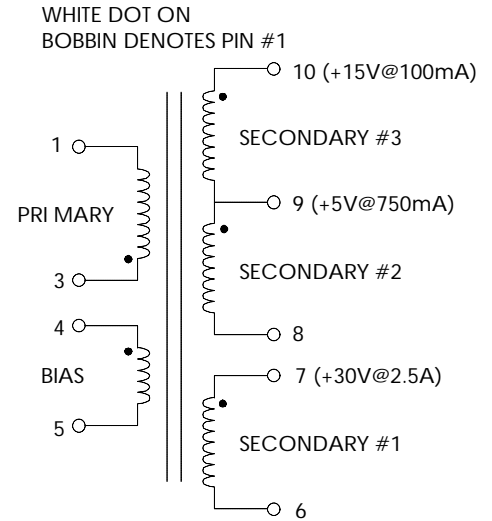 WHITE DOT ON
BOBBIN DENOTES PIN #1
10 (+15V@100mA)
1
SECONDARY #3
PRI MARY
9 (+5V@750mA)
3
SECONDARY #2
4
8
BIAS
7 (+30V@2.5A)
5
SECONDARY #1
6